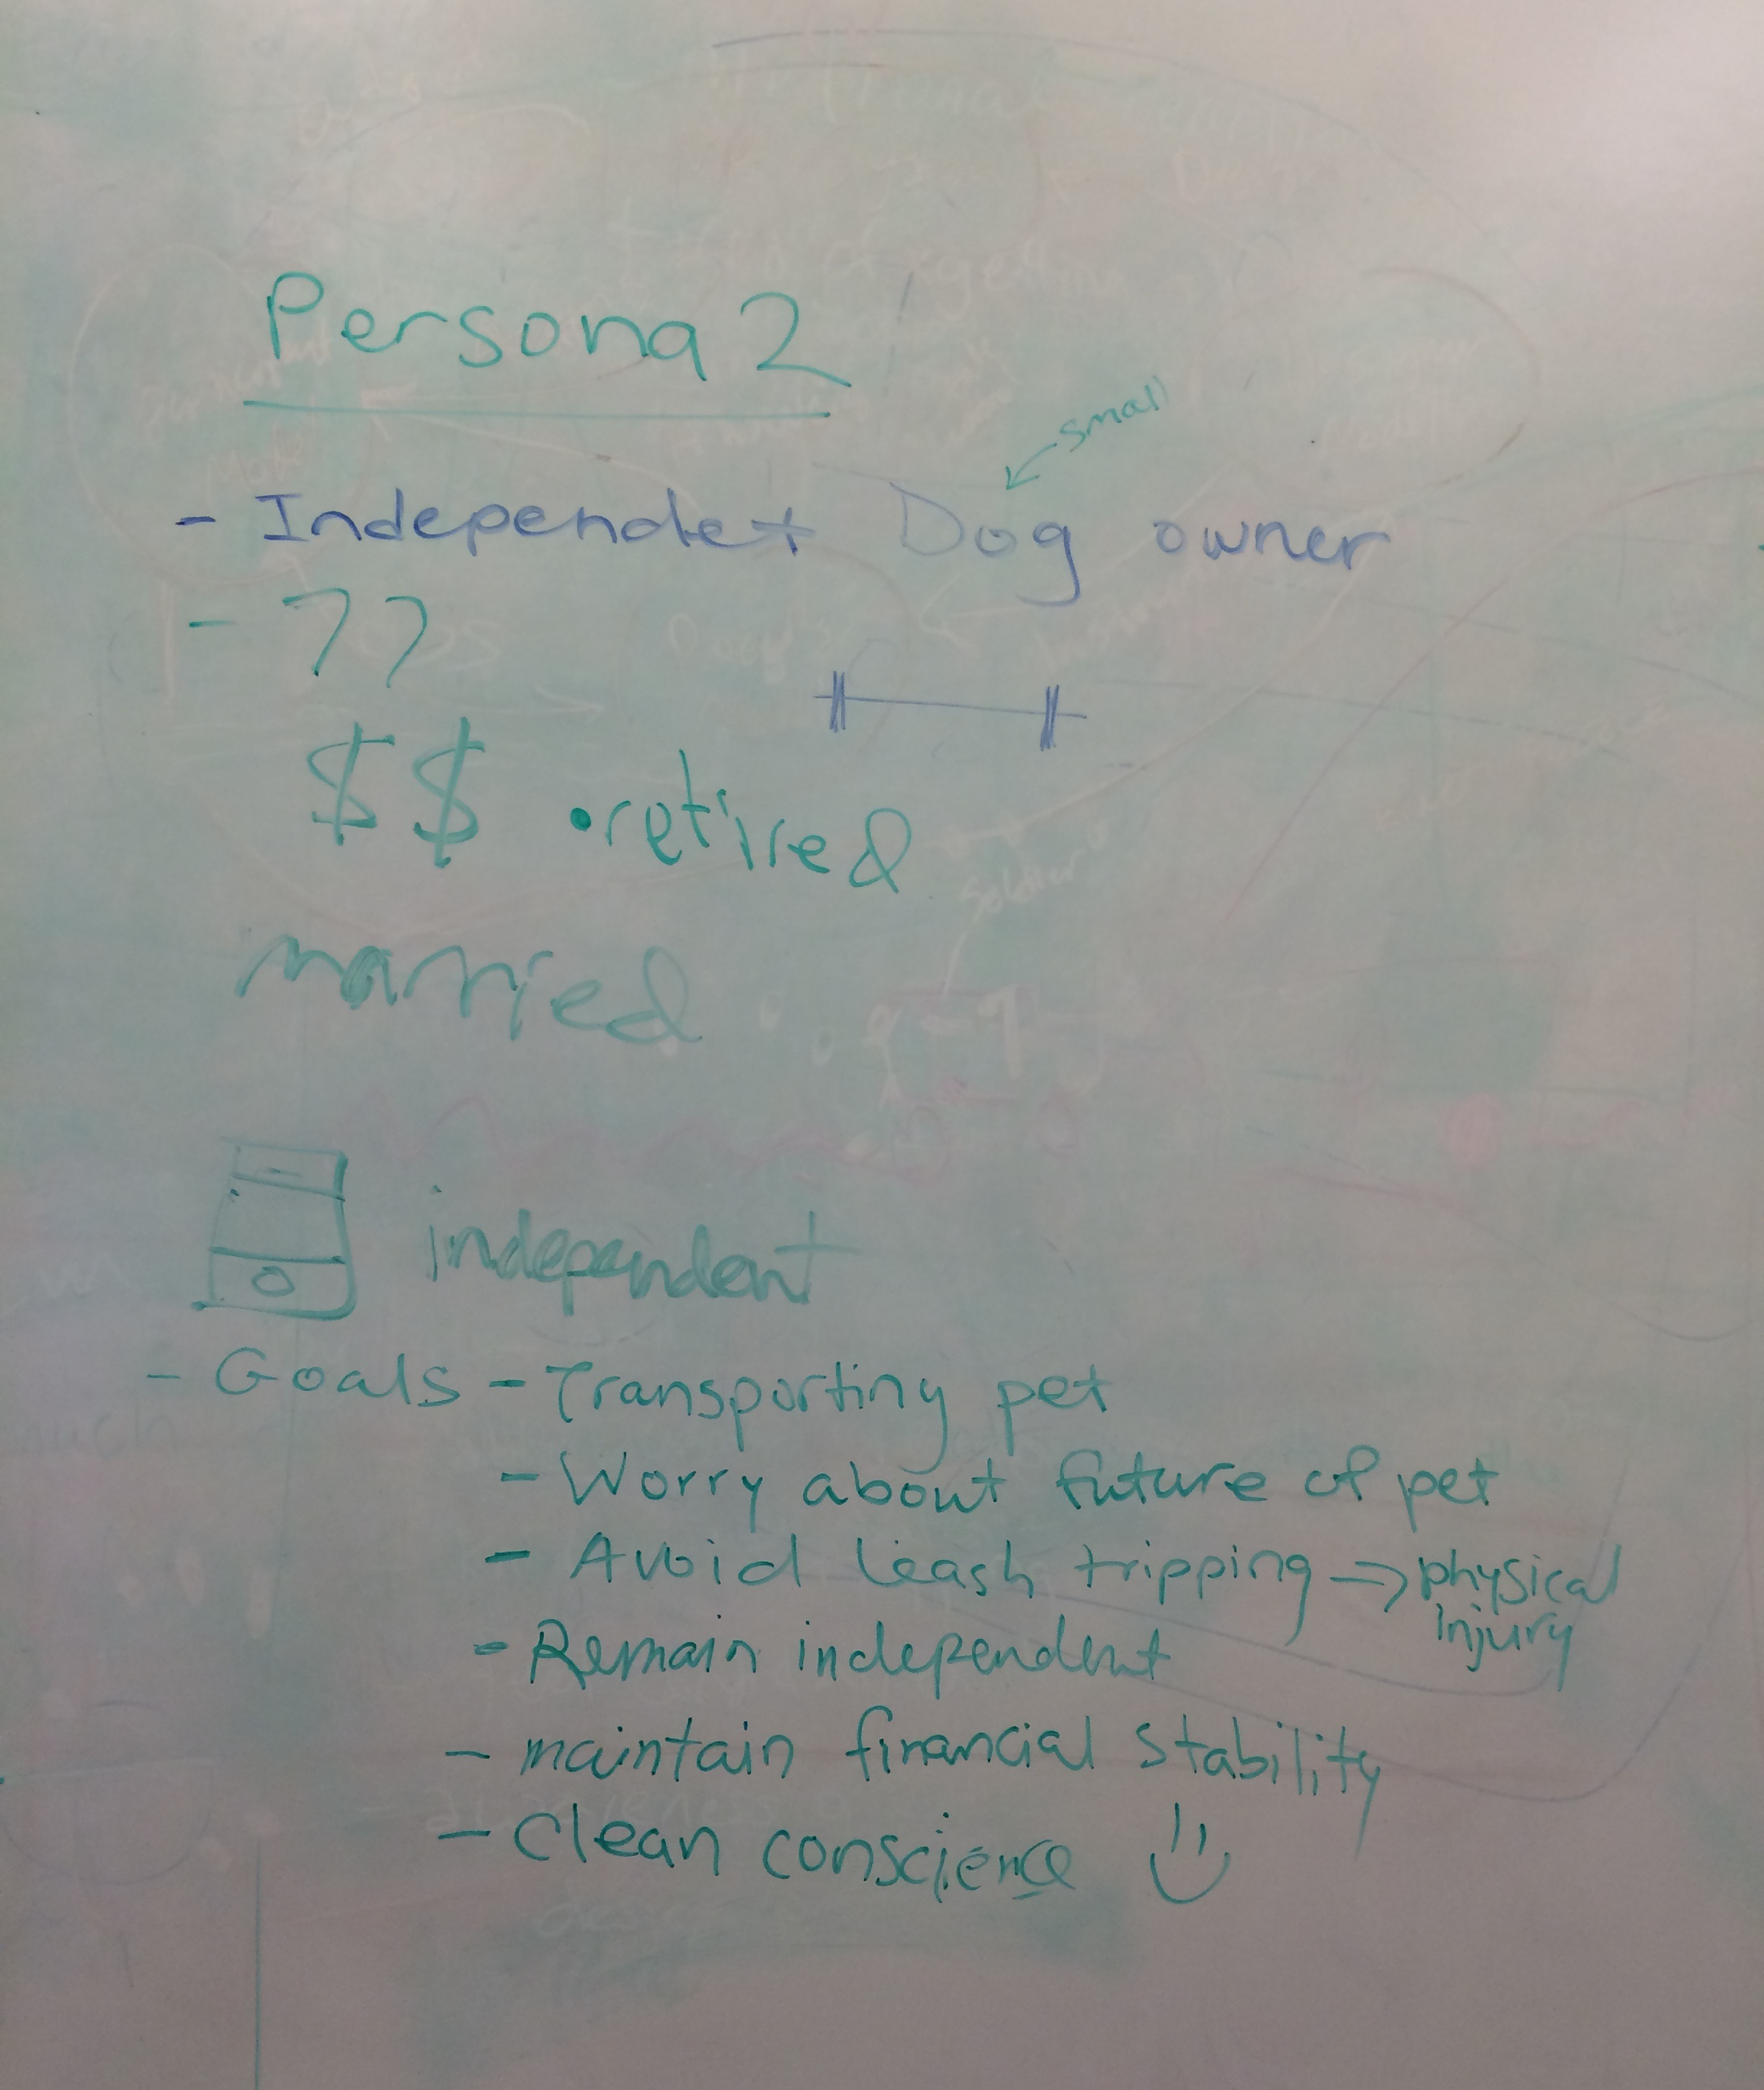 Persona 2
small
- Independet Dog owner
- 77
$$ • retired
married
independent
- Goals - Transporting pet
- Worry about future of pet
- Avoid leash tripping → physical
injury
- Remain independent
- maintain financial stability
- Clean conscience